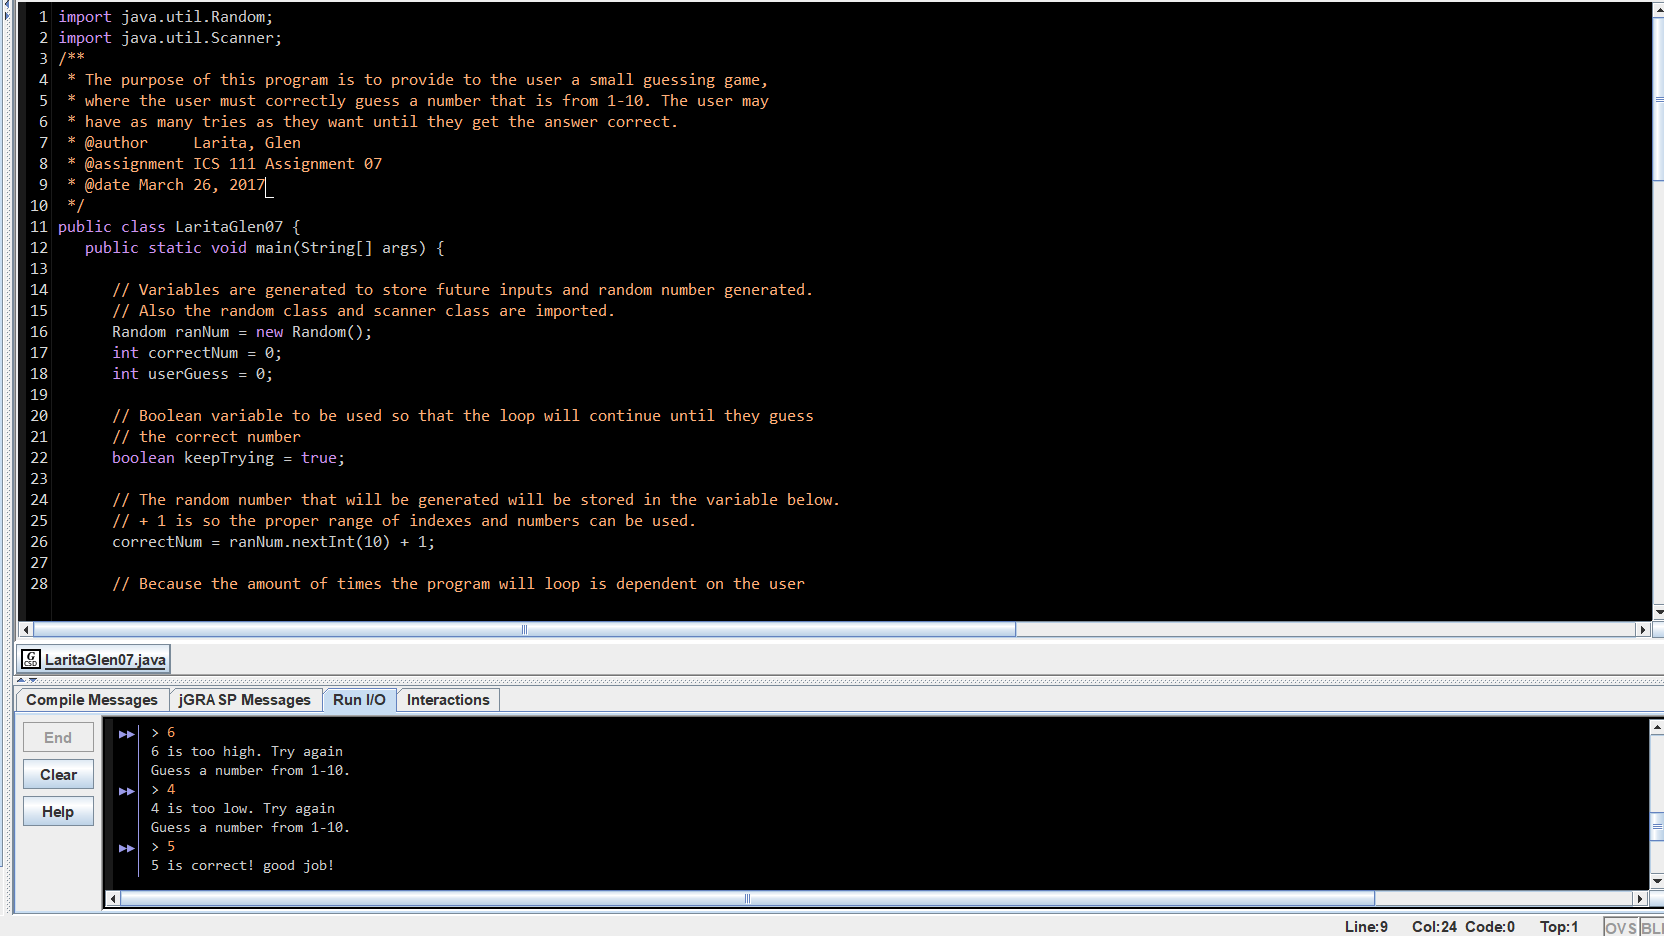 1 import java.util.Random;
2 import java.util.Scanner;
3 /**
4  * The purpose of this program is to provide to the user a small guessing game,
5  * where the user must correctly guess a number that is from 1-10. The user may
6  * have as many tries as they want until they get the answer correct.
7  * @author     Larita, Glen
8  * @assignment ICS 111 Assignment 07
9  * @date March 26, 2017
10  */
11 public class LaritaGlen07 {
12    public static void main(String[] args) {
13
14       // Variables are generated to store future inputs and random number generated.
15       // Also the random class and scanner class are imported.
16       Random ranNum = new Random();
17       int correctNum = 0;
18       int userGuess = 0;
19
20       // Boolean variable to be used so that the loop will continue until they guess
21       // the correct number
22       boolean keepTrying = true;
23
24       // The random number that will be generated will be stored in the variable below.
25       // + 1 is so the proper range of indexes and numbers can be used.
26       correctNum = ranNum.nextInt(10) + 1;
27
28       // Because the amount of times the program will loop is dependent on the user
G CSD LaritaGlen07.java
Compile Messages jGRASP Messages Run I/O Interactions
End
Clear
Help
> 6
6 is too high. Try again
Guess a number from 1-10.
> 4
4 is too low. Try again
Guess a number from 1-10.
> 5
5 is correct! good job!
Line:9 Col:24 Code:0 Top:1 OVS BL